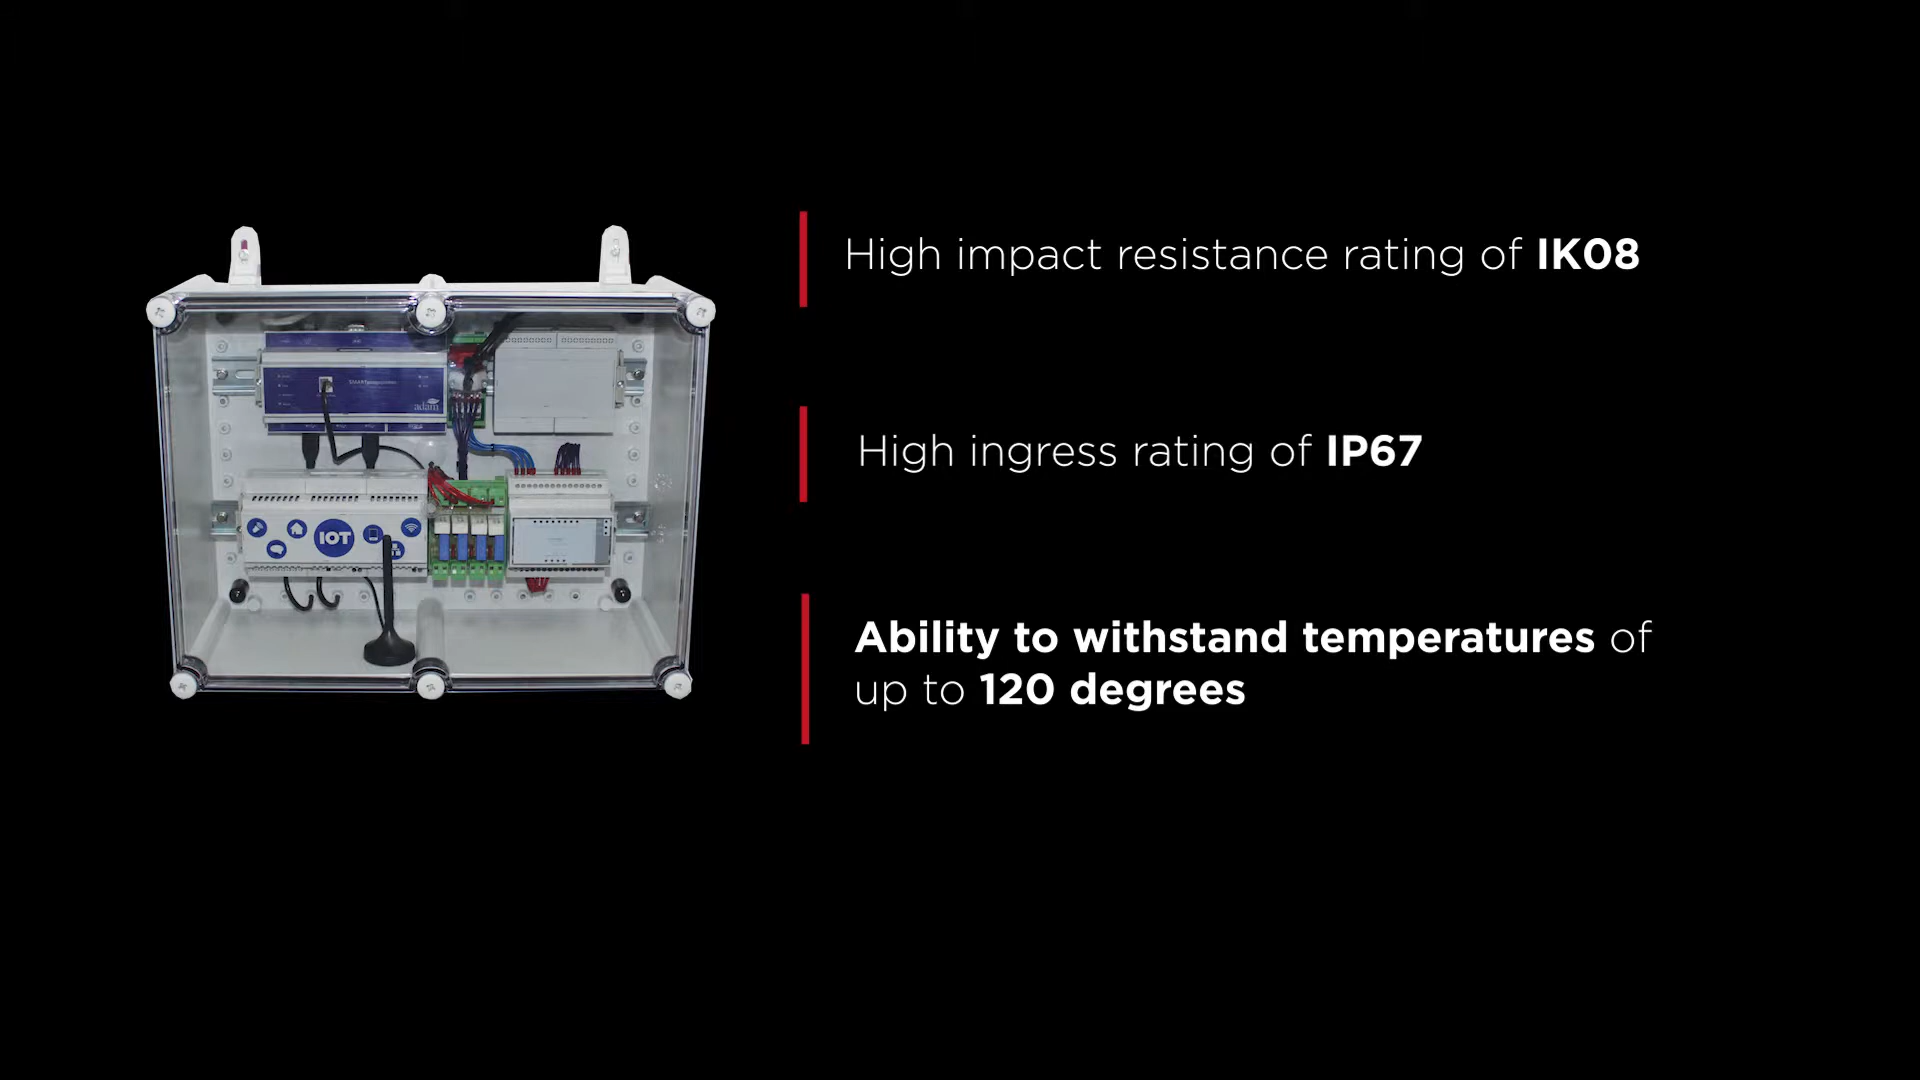 High impact resistance rating of IK08
High ingress rating of IP67
Ability to withstand temperatures of
up to 120 degrees
adam
IOT